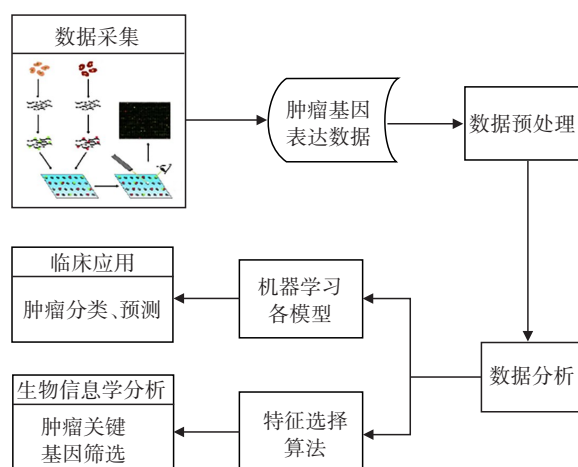 数据采集
肿瘤基因
表达数据
数据预处理
临床应用
肿瘤分类、预测
机器学习
各模型
数据分析
生物信息学分析
肿瘤关键
基因筛选
特征选择
算法